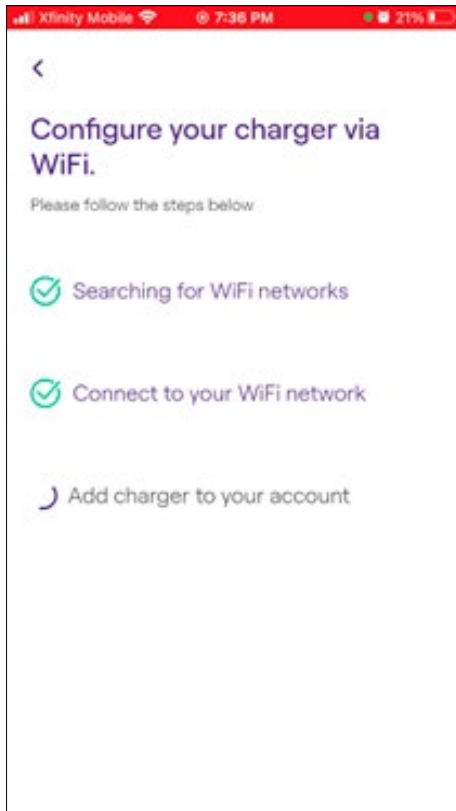 Xfinity Mobile 7:36 PM 21%
Configure your charger via
WiFi.
Please follow the steps below
Searching for WiFi networks
Connect to your WiFi network
Add charger to your account